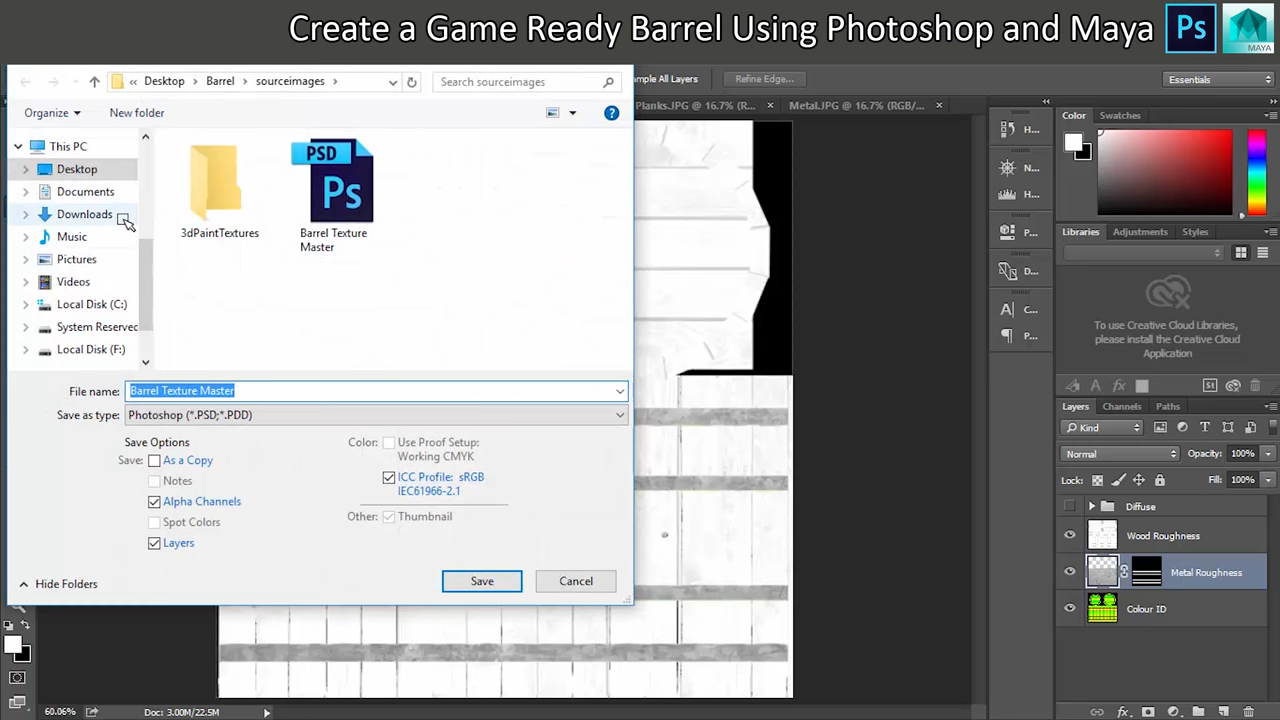 Create a Game Ready Barrel Using Photoshop and Maya
Ps
MAYA
« Desktop › Barrel › sourceimages ›
Search sourceimages
Sample All Layers
Refine Edge...
Essentials
Organize
New folder
Planks.JPG @ 16.7% (R...
Metal.JPG @ 16.7% (RGB/...
Color
Swatches
This PC
Desktop
Documents
Downloads
Music
Pictures
Videos
Local Disk (C:)
System Reserved
Local Disk (F:)
3dPaintTextures
PSD
Ps
Barrel Texture
Master
H...
N...
H...
P...
D...
C...
P...
Libraries
Adjustments
Styles
To use Creative Cloud Libraries,
please install the Creative Cloud
Application
File name:
Barrel Texture Master
Save as type:
Photoshop (*.PSD;*.PDD)
Save Options
Save:
As a Copy
Notes
Alpha Channels
Spot Colors
Layers
Color:
Use Proof Setup:
Working CMYK
ICC Profile: sRGB
IEC61966-2.1
Other:
Thumbnail
Hide Folders
Save
Cancel
Layers
Channels
Paths
Kind
Normal
Opacity:
100%
Lock:
Fill:
100%
Diffuse
Wood Roughness
Metal Roughness
Colour ID
60.06%
Doc: 3.00M/22.5M